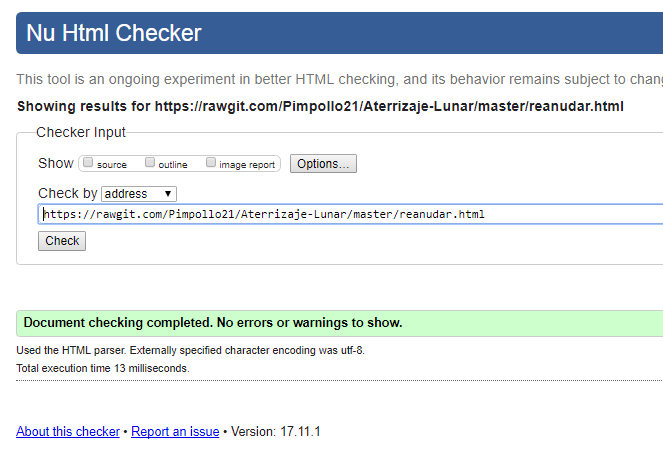 Nu Html Checker
This tool is an ongoing experiment in better HTML checking, and its behavior remains subject to
Showing results for https://rawgit.com/Pimpollo21/Aterrizaje-Lunar/master/reanudar.html
Checker Input
Show source outline image report Options...
Check by address
https://rawgit.com/Pimpollo21/Aterrizaje-Lunar/master/reanudar.html
Check
Document checking completed. No errors or warnings to show.
Used the HTML parser. Externally specified character encoding was utf-8.
Total execution time 13 milliseconds.
About this checker • Report an issue • Version: 17.11.1